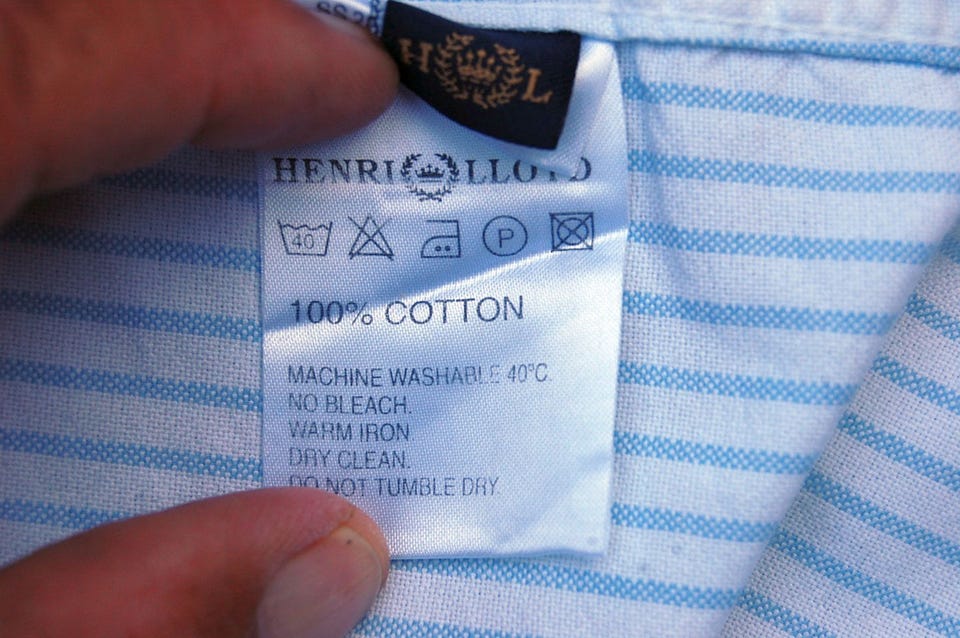 H L
HENRI LLOYD
40 P
100% COTTON
MACHINE WASHABLE 40°C.
NO BLEACH.
WARM IRON
DRY CLEAN.
DO NOT TUMBLE DRY